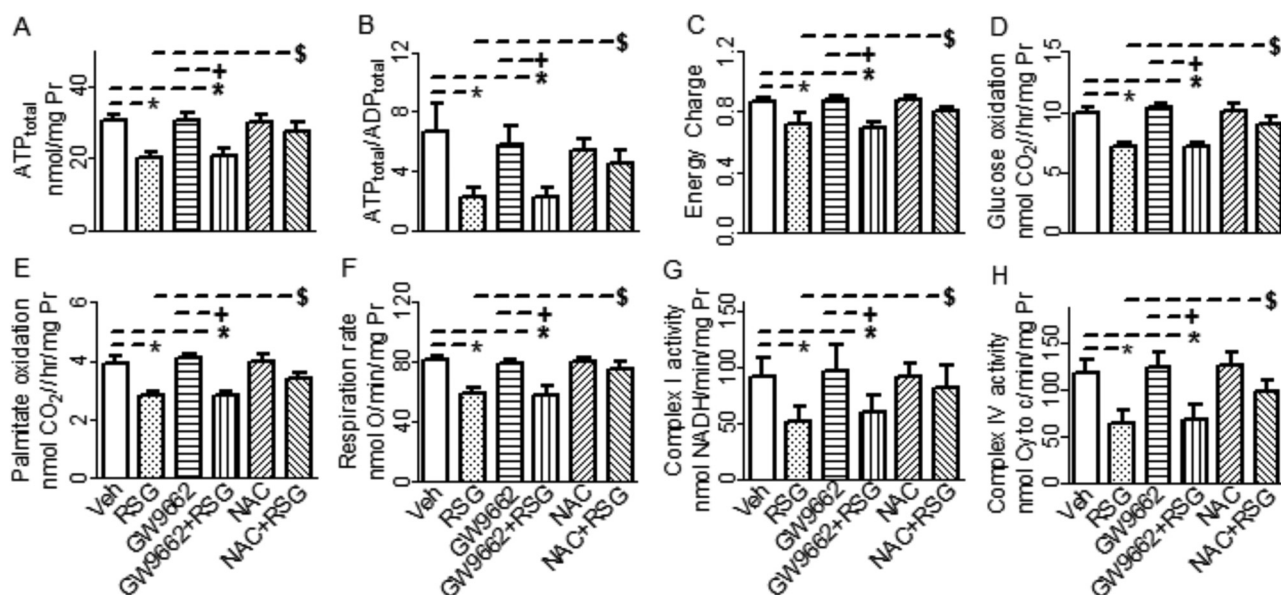 A
ATP_total
nmol/mg Pr
40
20
0
* * + $
B
ATP_total/ADP_total
12
8
4
0
* * + $
C
Energy Charge
1.2
0.8
0.4
0.0
* * + $
D
Glucose oxidation
nmol CO₂//hr/mg Pr
15
10
5
0
* * + $
E
Palmitate oxidation
nmol CO₂//hr/mg Pr
6
4
2
0
* * + $
Veh
RSG
GW9662
GW9662+RSG
NAC
NAC+RSG
F
Respiration rate
nmol O/min/mg Pr
120
80
40
0
* * + $
Veh
RSG
GW9662
GW9662+RSG
NAC
NAC+RSG
G
Complex I activity
nmol NADH/min/mg Pr
150
100
50
0
* * + $
Veh
RSG
GW9662
GW9662+RSG
NAC
NAC+RSG
H
Complex IV activity
nmol Cyto c/min/mg Pr
150
100
50
0
* * + $
Veh
RSG
GW9662
GW9662+RSG
NAC
NAC+RSG